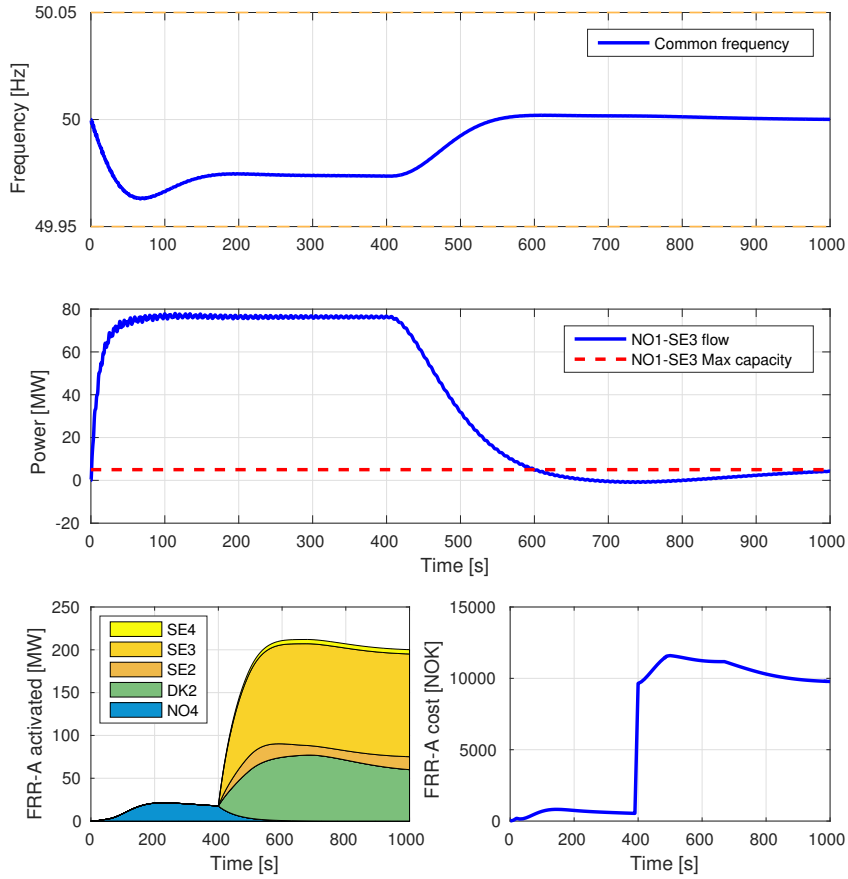 50.05
50
49.95
Frequency [Hz]
Common frequency
0 100 200 300 400 500 600 700 800 900 1000
80
60
40
20
0
-20
Power [MW]
NO1-SE3 flow
NO1-SE3 Max capacity
0 100 200 300 400 500 600 700 800 900 1000
Time [s]
250
200
150
100
50
0
FRR-A activated [MW]
SE4
SE3
SE2
DK2
NO4
0 200 400 600 800 1000
Time [s]
15000
10000
5000
0
FRR-A cost [NOK]
0 200 400 600 800 1000
Time [s]